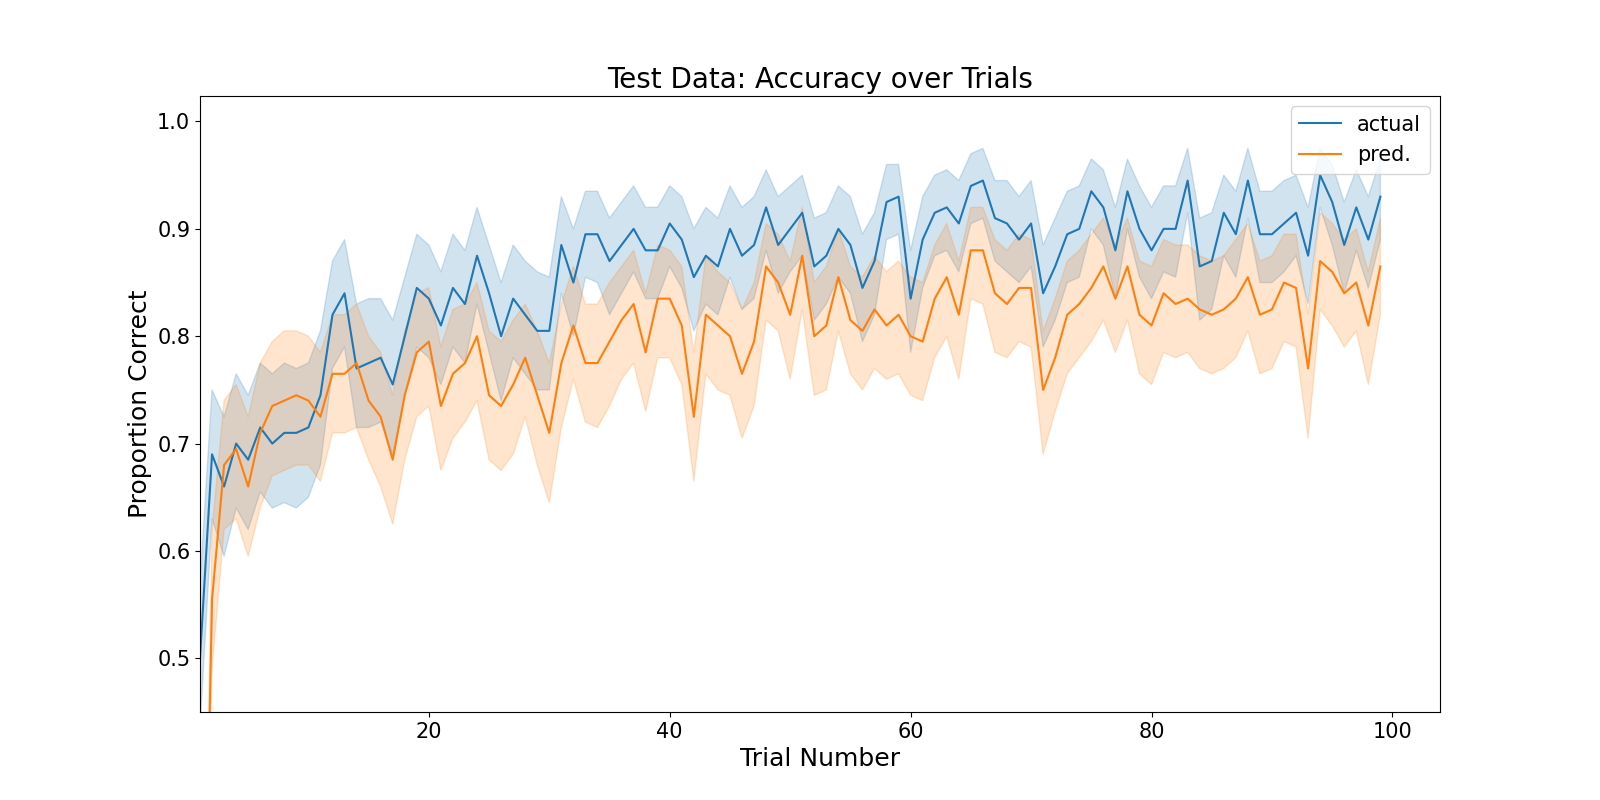 Test Data: Accuracy over Trials
actual
pred.
1.0
0.9
0.8
0.7
0.6
0.5
Proportion Correct
20 40 60 80 100
Trial Number